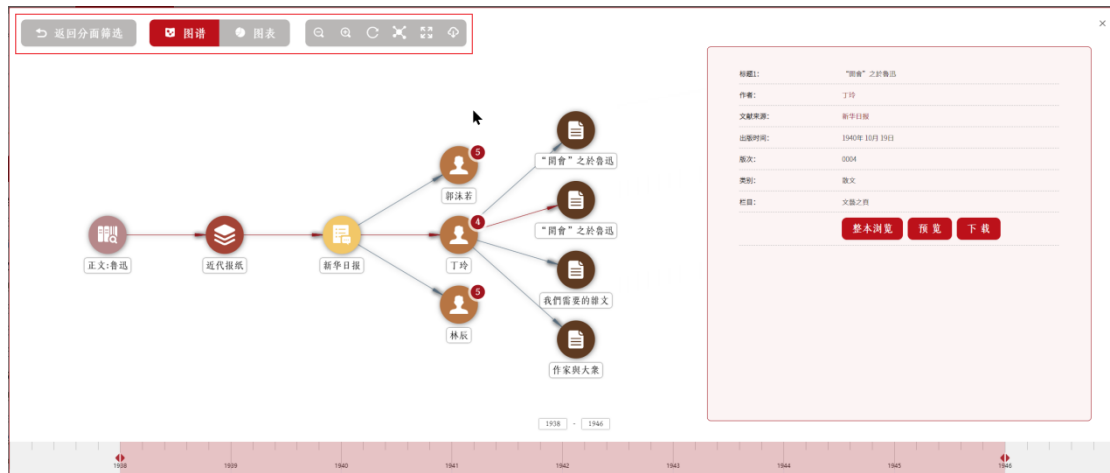 返回分面筛选
图谱
图表
标题1: “閒會”之於魯迅
作者: 丁玲
文献来源: 新华日报
出版时间: 1940年 10月 19日
版次: 0004
类别: 散文
栏目: 文藝之頁
整本浏览 预 览 下 载
“閒會”之於魯迅
5
郭沫若
“閒會”之於魯迅
4
正文:鲁迅
近代报纸
新华日报
丁玲
我們需要的雜文
5
林辰
作家與大衆
1938 - 1946
1938 1939 1940 1941 1942 1943 1944 1945 1946